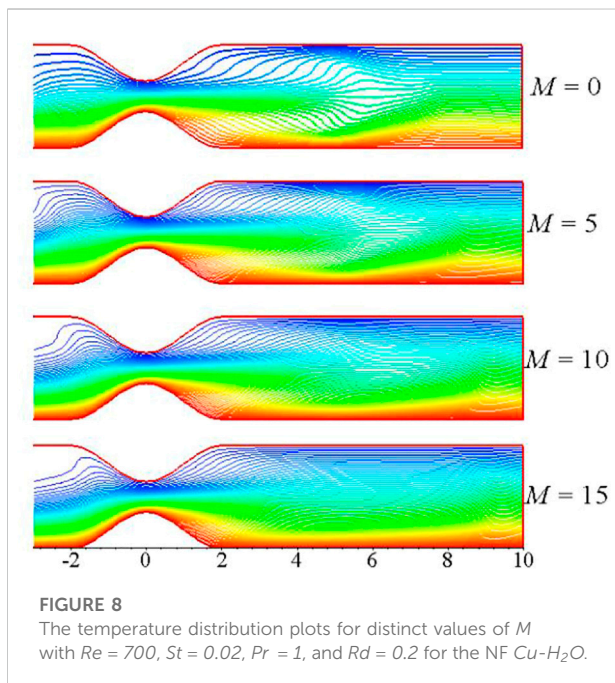 M = 0
M = 5
M = 10
M = 15
-2 0 2 4 6 8 10
FIGURE 8
The temperature distribution plots for distinct values of M
with Re = 700, St = 0.02, Pr = 1, and Rd = 0.2 for the NF Cu-H₂O.